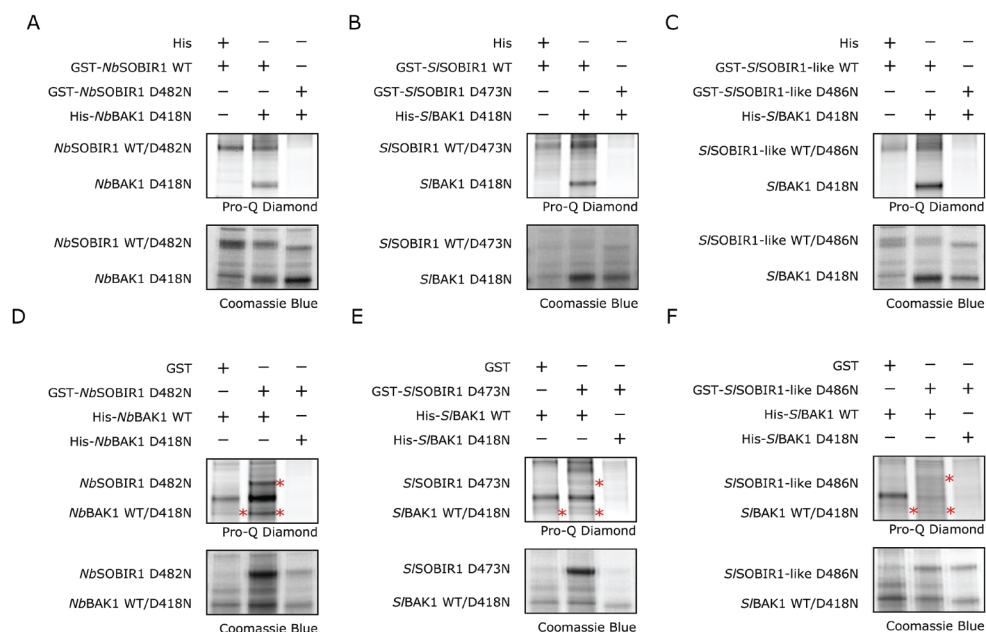 A
His + − −
GST-NbSOBIR1 WT + + −
GST-NbSOBIR1 D482N − − +
His-NbBAK1 D418N − + +
NbSOBIR1 WT/D482N
NbBAK1 D418N
Pro-Q Diamond
NbSOBIR1 WT/D482N
NbBAK1 D418N
Coomassie Blue
B
His + − −
GST-SlSOBIR1 WT + + −
GST-SlSOBIR1 D473N − − +
His-SlBAK1 D418N − + +
SlSOBIR1 WT/D473N
SlBAK1 D418N
Pro-Q Diamond
SlSOBIR1 WT/D473N
SlBAK1 D418N
Coomassie Blue
C
His + − −
GST-SlSOBIR1-like WT + + −
GST-SlSOBIR1-like D486N − − +
His-SlBAK1 D418N − + +
SlSOBIR1-like WT/D486N
SlBAK1 D418N
Pro-Q Diamond
SlSOBIR1-like WT/D486N
SlBAK1 D418N
Coomassie Blue
D
GST + − −
GST-NbSOBIR1 D482N − + +
His-NbBAK1 WT + + −
His-NbBAK1 D418N − − +
NbSOBIR1 D482N *
NbBAK1 WT/D418N * *
Pro-Q Diamond
NbSOBIR1 D482N
NbBAK1 WT/D418N
Coomassie Blue
E
GST + − −
GST-SlSOBIR1 D473N − + +
His-SlBAK1 WT + + −
His-SlBAK1 D418N − − +
SlSOBIR1 D473N *
SlBAK1 WT/D418N * *
Pro-Q Diamond
SlSOBIR1 D473N
SlBAK1 WT/D418N
Coomassie Blue
F
GST + − −
GST-SlSOBIR1-like D486N − + +
His-SlBAK1 WT + + −
His-SlBAK1 D418N − − +
SlSOBIR1-like D486N *
SlBAK1 WT/D418N * *
Pro-Q Diamond
SlSOBIR1-like D486N
SlBAK1 WT/D418N
Coomassie Blue